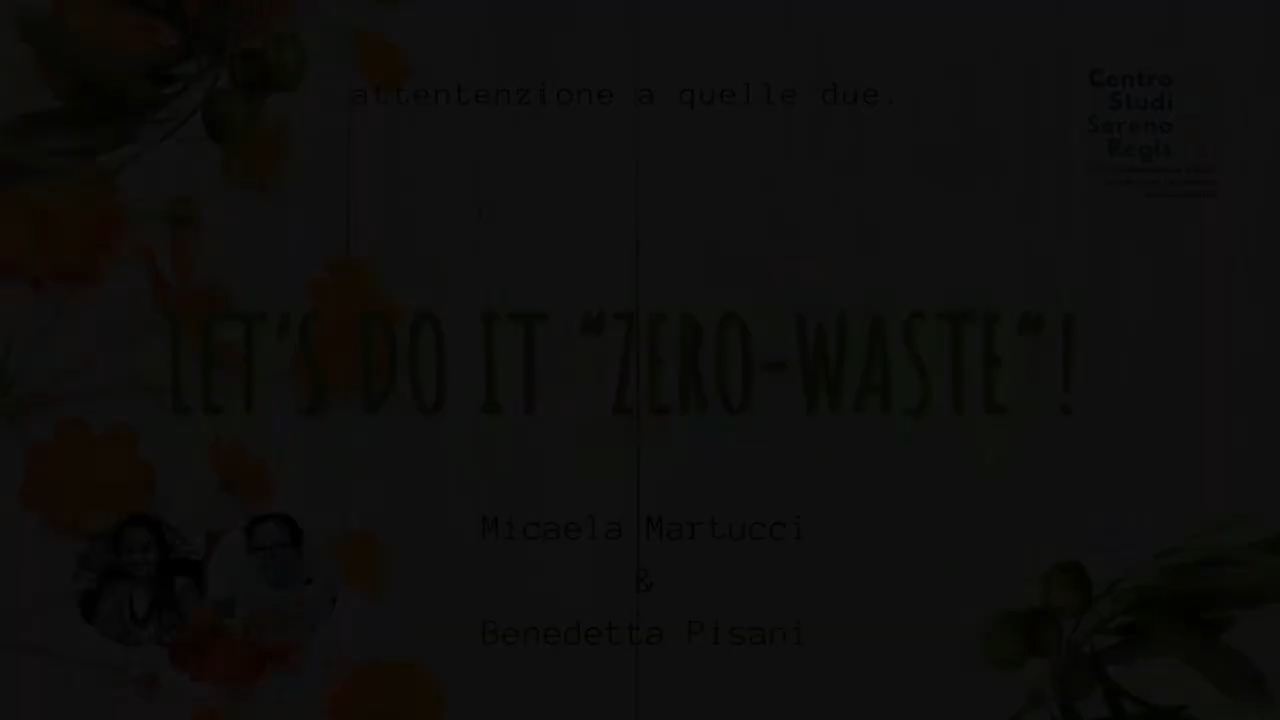 attentenzione a quelle due.
Centro
Studi
Sereno
Regis
LET'S DO IT "ZERO-WASTE"!
Micaela Martucci
&
Benedetta Pisani